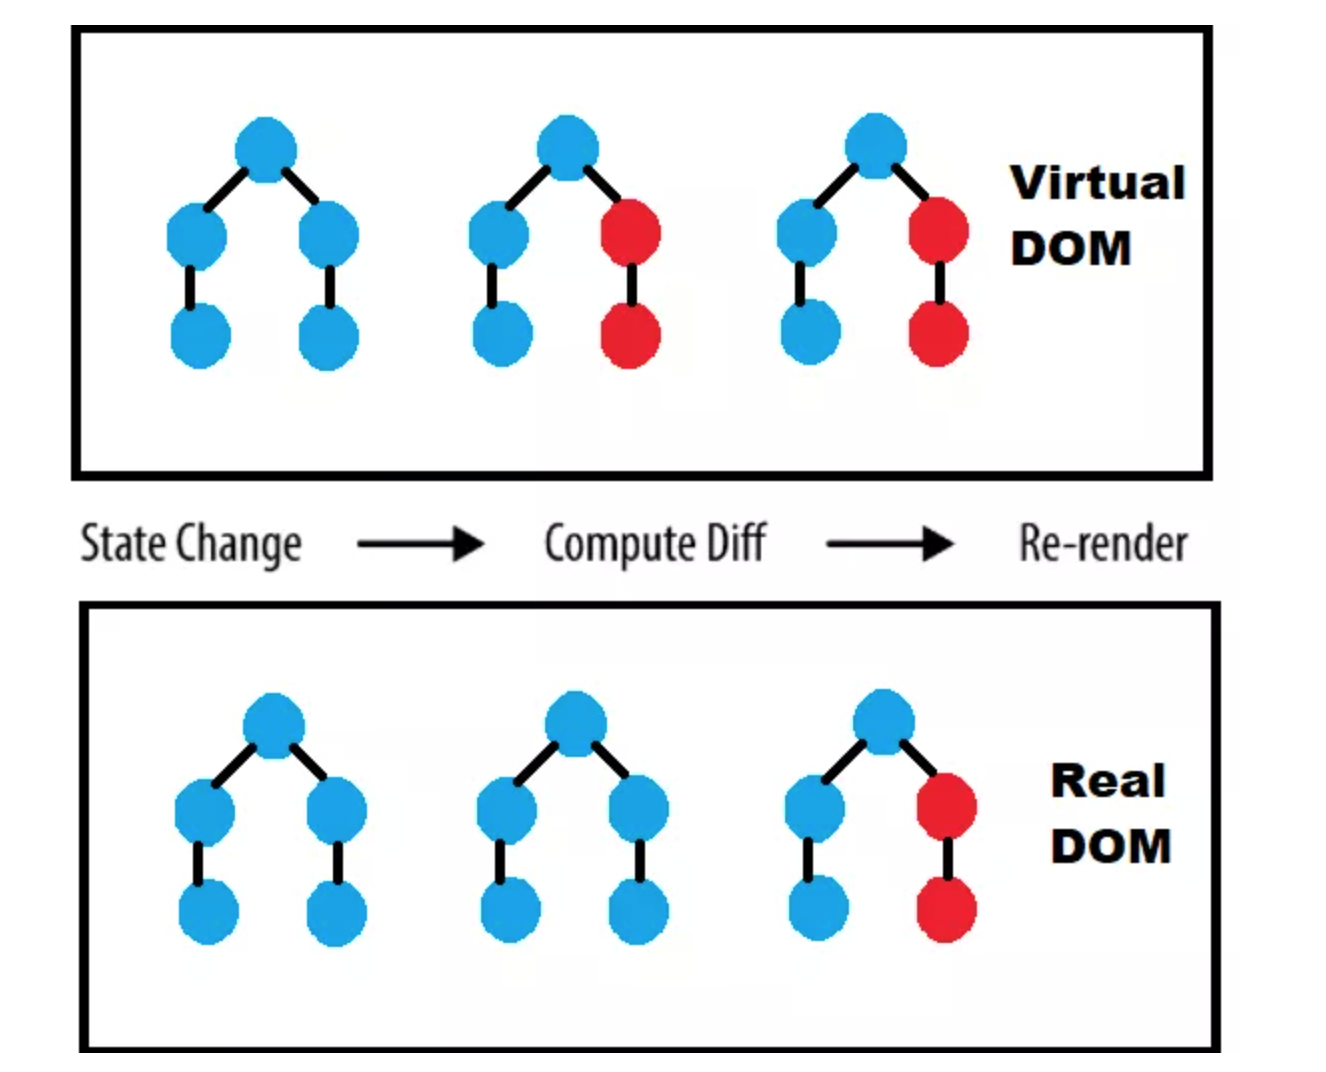 Virtual
DOM
State Change
Compute Diff
Re-render
Real
DOM